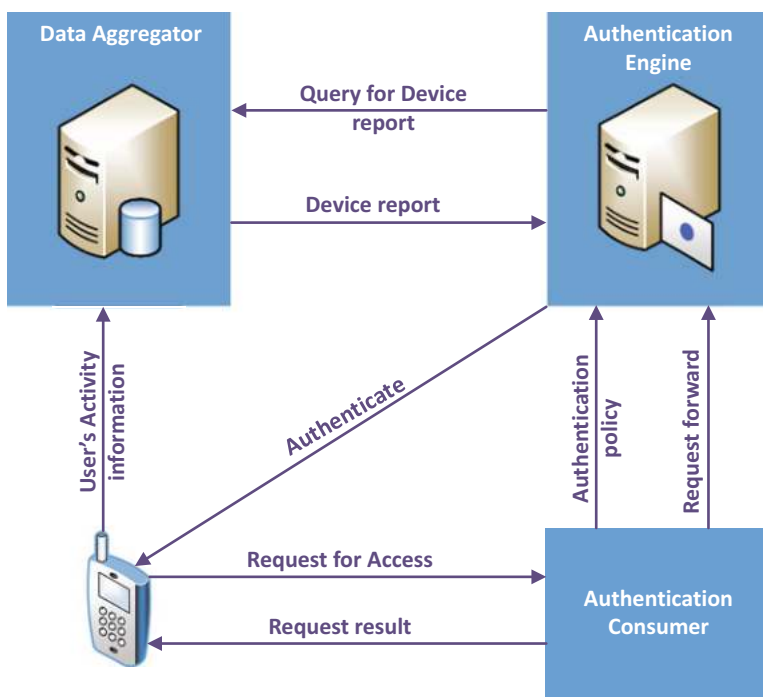 Data Aggregator
Authentication
Engine
Query for Device
report
Device report
User's Activity
information
Authenticate
Authentication
policy
Request forward
Request for Access
Request result
Authentication
Consumer